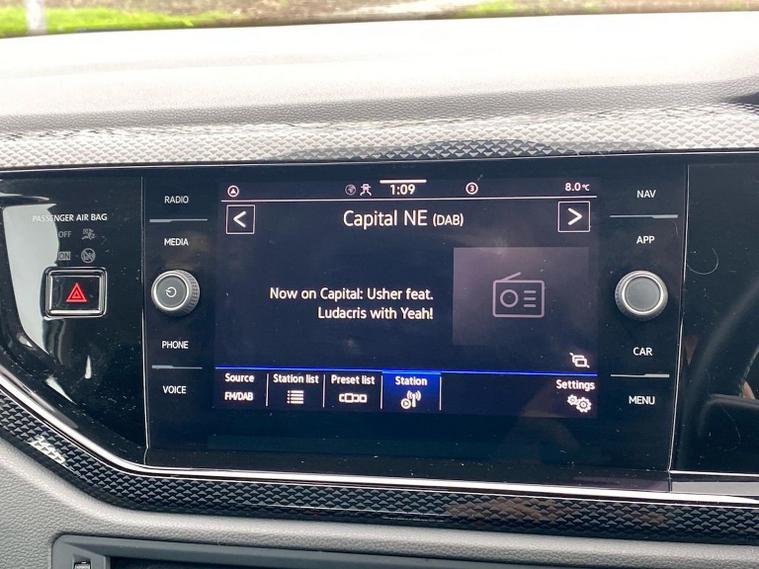 PASSENGER AIR BAG
OFF
ON
RADIO
MEDIA
PHONE
VOICE
1:09
3
8.0°C
<
Capital NE (DAB)
>
Now on Capital: Usher feat.
Ludacris with Yeah!
Source
FM/DAB
Station list
Preset list
Station
Settings
NAV
APP
CAR
MENU